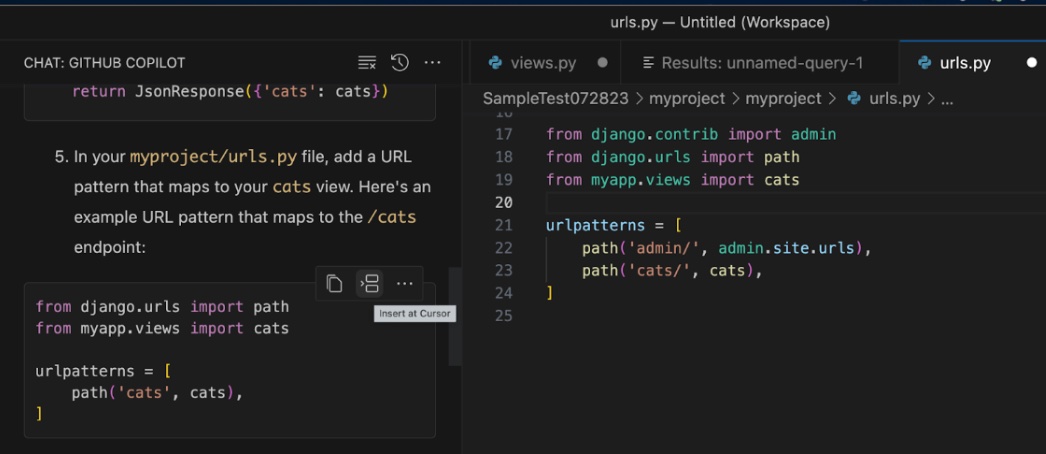 urls.py — Untitled (Workspace)
CHAT: GITHUB COPILOT
views.py
Results: unnamed-query-1
urls.py
SampleTest072823 > myproject > myproject > urls.py > ...
return JsonResponse({'cats': cats})
5. In your myproject/urls.py file, add a URL
pattern that maps to your cats view. Here's an
example URL pattern that maps to the /cats
endpoint:
Insert at Cursor
from django.urls import path
from myapp.views import cats
urlpatterns = [
path('cats', cats),
]
16
17 from django.contrib import admin
18 from django.urls import path
19 from myapp.views import cats
20
21 urlpatterns = [
22 path('admin/', admin.site.urls),
23 path('cats/', cats),
24 ]
25